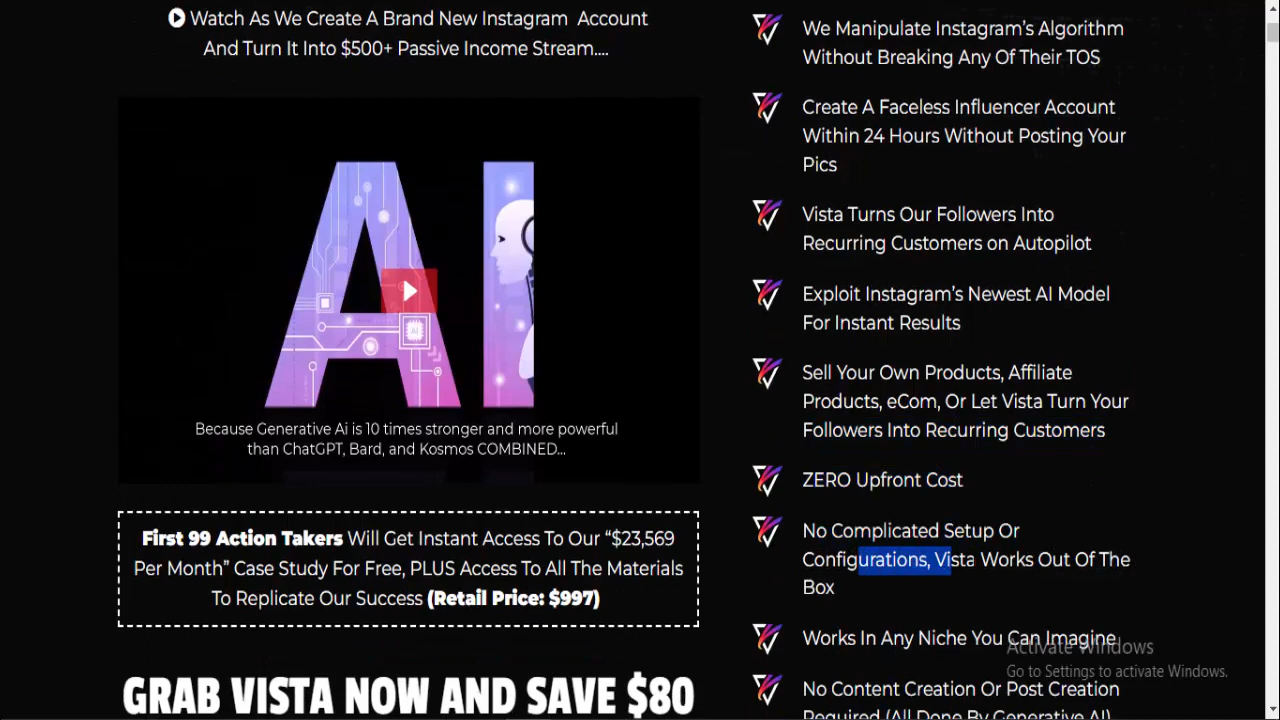 Watch As We Create A Brand New Instagram Account
And Turn It Into $500+ Passive Income Stream....
AI
AI
Because Generative Ai is 10 times stronger and more powerful
than ChatGPT, Bard, and Kosmos COMBINED...
First 99 Action Takers Will Get Instant Access To Our “$23,569
Per Month” Case Study For Free, PLUS Access To All The Materials
To Replicate Our Success (Retail Price: $997)
GRAB VISTA NOW AND SAVE $80
We Manipulate Instagram’s Algorithm
Without Breaking Any Of Their TOS
Create A Faceless Influencer Account
Within 24 Hours Without Posting Your
Pics
Vista Turns Our Followers Into
Recurring Customers on Autopilot
Exploit Instagram’s Newest AI Model
For Instant Results
Sell Your Own Products, Affiliate
Products, eCom, Or Let Vista Turn Your
Followers Into Recurring Customers
ZERO Upfront Cost
No Complicated Setup Or
Configurations, Vista Works Out Of The
Box
Works In Any Niche You Can Imagine
No Content Creation Or Post Creation
Required (All Done By Generative AI)
Activate Windows
Go to Settings to activate Windows.